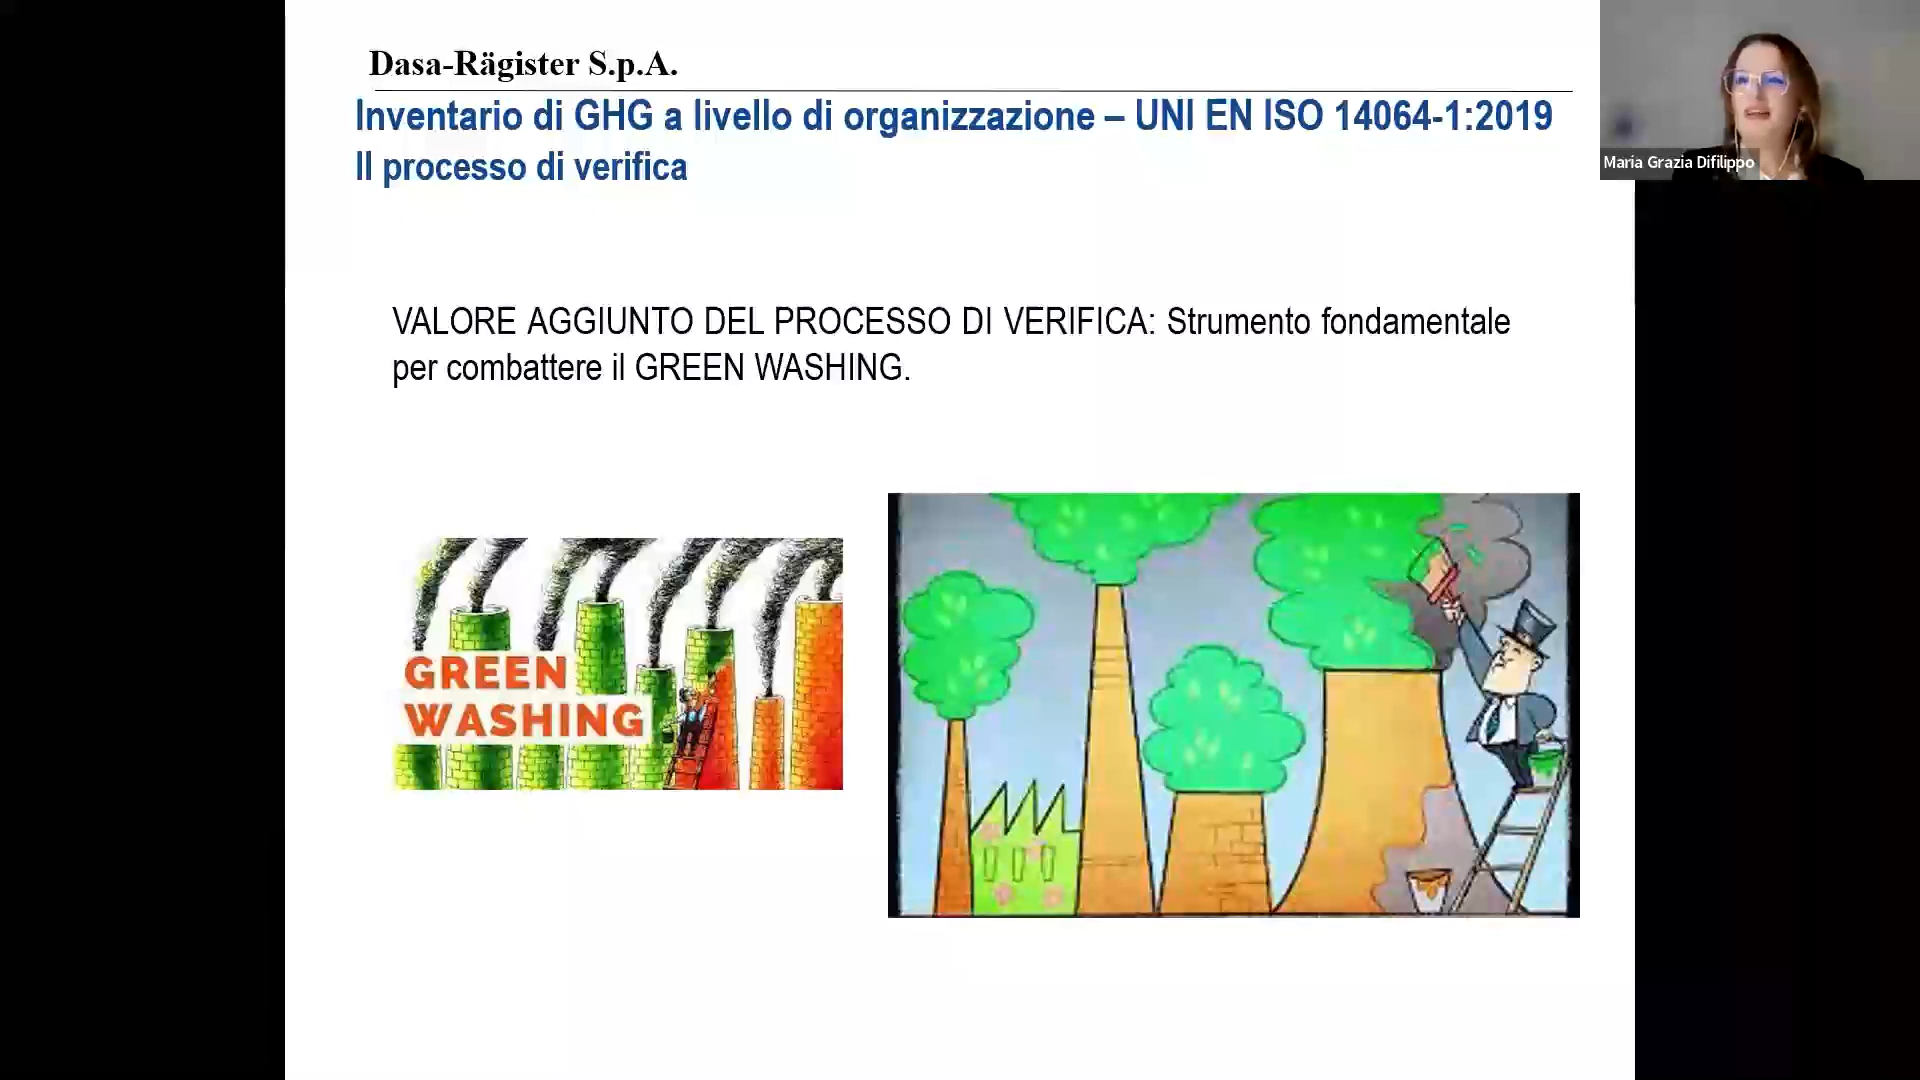 Dasa-Rägister S.p.A.
Inventario di GHG a livello di organizzazione – UNI EN ISO 14064-1:2019
Il processo di verifica
Maria Grazia Difilippo
VALORE AGGIUNTO DEL PROCESSO DI VERIFICA: Strumento fondamentale
per combattere il GREEN WASHING.
GREEN
WASHING